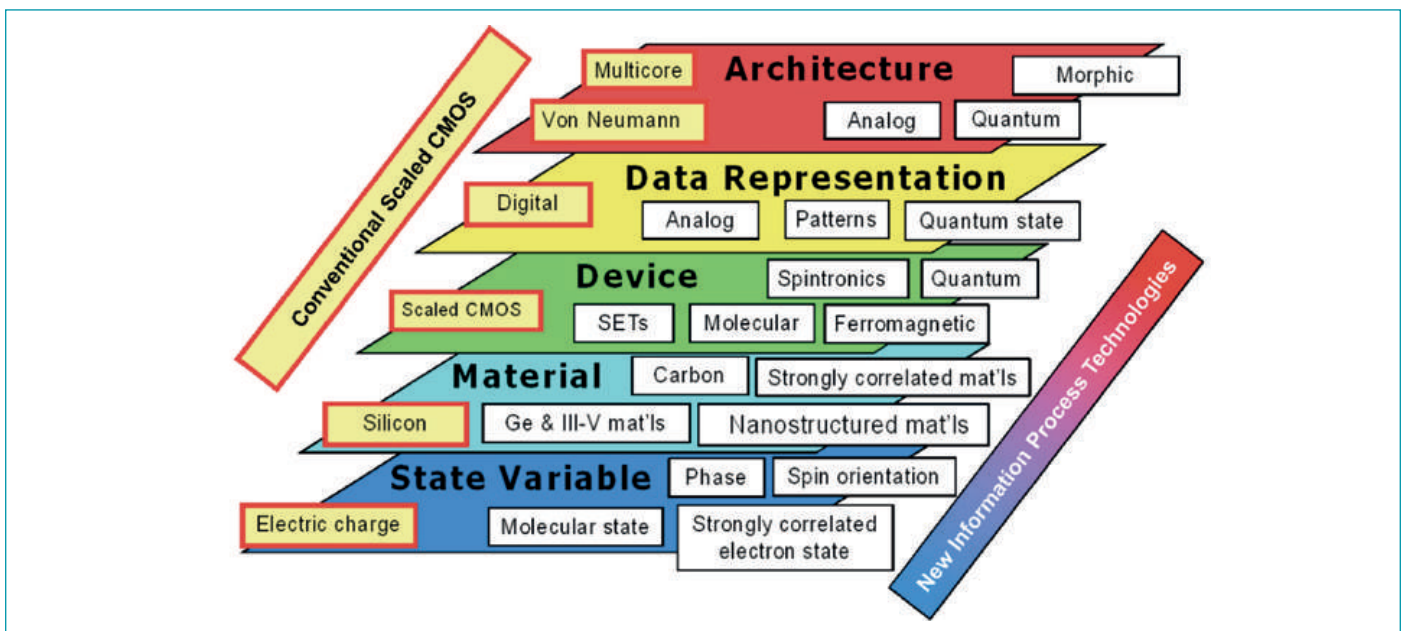 Conventional Scaled CMOS
Multicore
Architecture
Morphic
Von Neumann
Analog
Quantum
Data Representation
Digital
Analog
Patterns
Quantum state
Device
Spintronics
Quantum
Scaled CMOS
SETs
Molecular
Ferromagnetic
Material
Carbon
Strongly correlated mat'ls
Silicon
Ge & III-V mat'ls
Nanostructured mat'ls
State Variable
Phase
Spin orientation
Electric charge
Molecular state
Strongly correlated
electron state
New Information Process Technologies